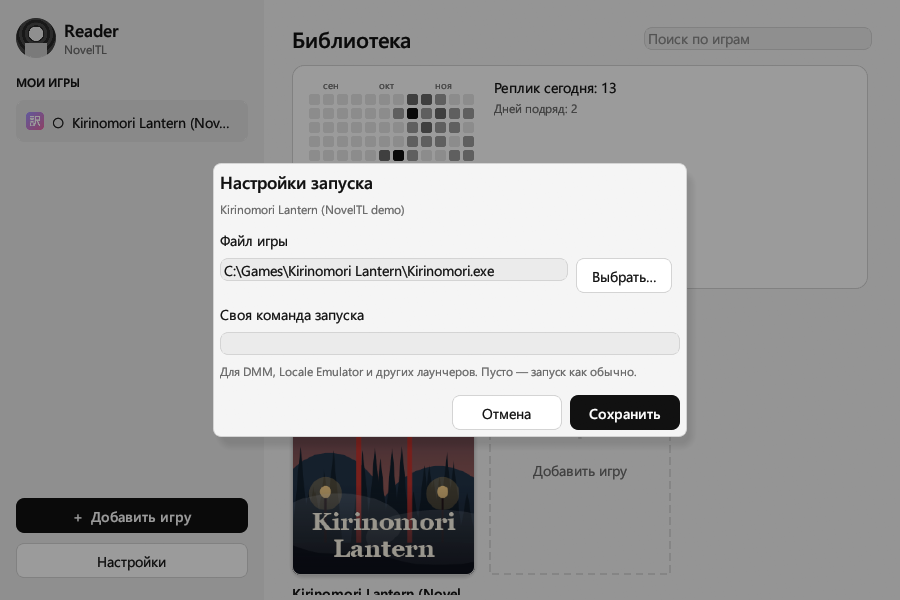 Reader
NovelTL
МОИ ИГРЫ
訳
Kirinomori Lantern (Nov...
+ Добавить игру
Настройки
Библиотека
Поиск по играм
сен окт ноя
Реплик сегодня: 13
Дней подряд: 2
Настройки запуска
Kirinomori Lantern (NovelTL demo)
Файл игры
C:\Games\Kirinomori Lantern\Kirinomori.exe
Выбрать...
Своя команда запуска
Для DMM, Locale Emulator и других лаунчеров. Пусто — запуск как обычно.
Отмена
Сохранить
Kirinomori
Lantern
Добавить игру
Kirinomori Lantern (Novel